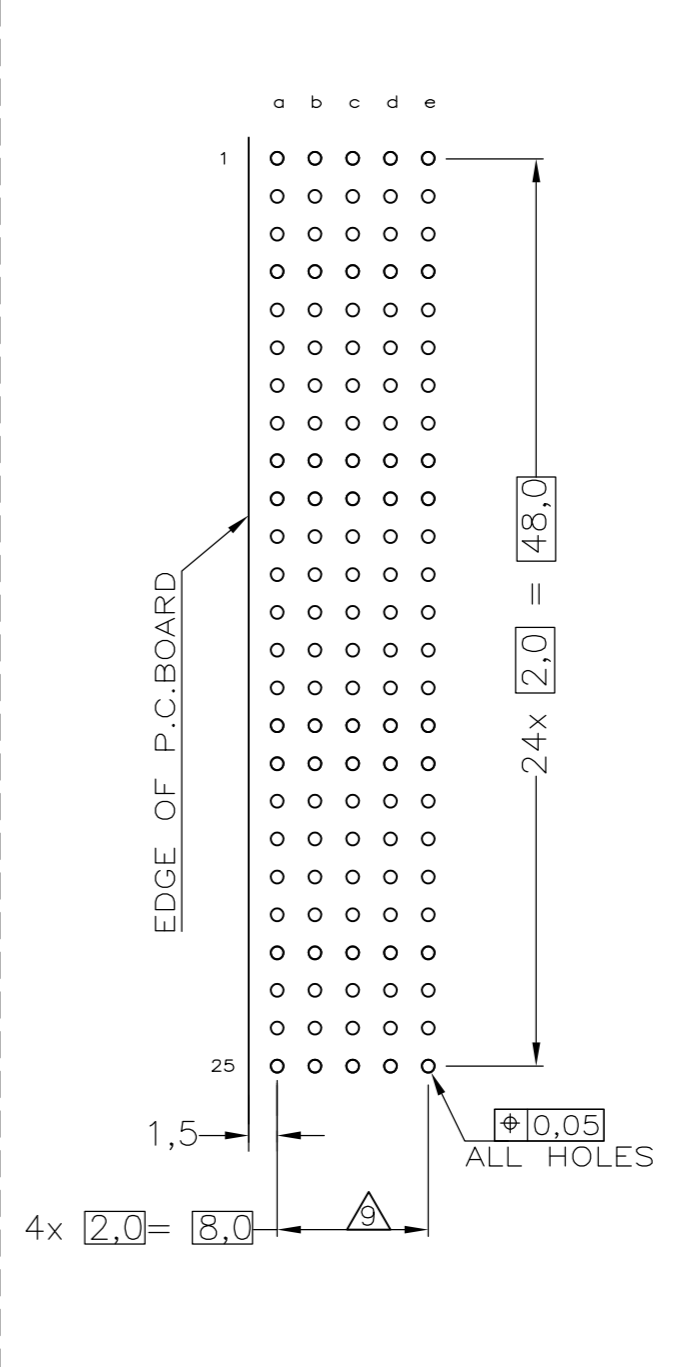 a b c d e
1
24x 2,0 = 48,0
EDGE OF P.C.BOARD
25
1,5
⌖ 0,05
ALL HOLES
4x 2,0= 8,0
9